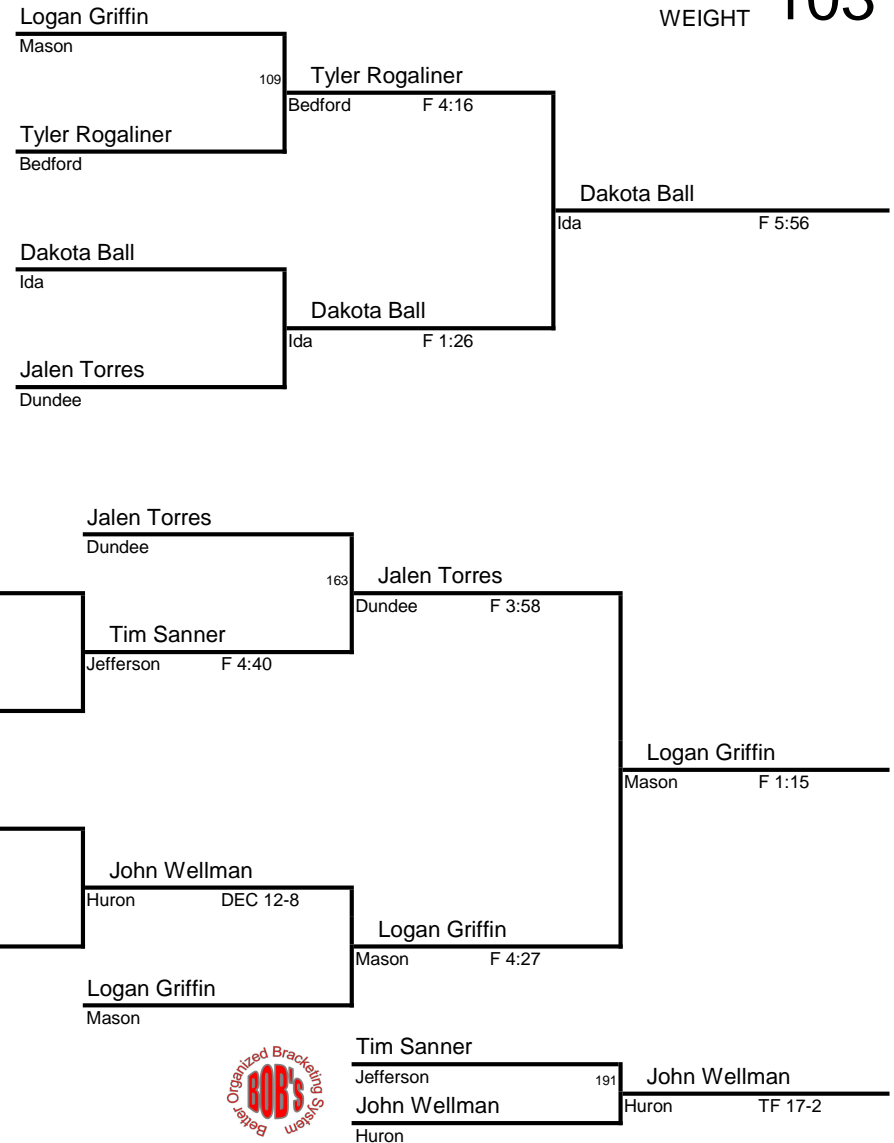 Logan Griffin
WEIGHT 103
Mason
109 Tyler Rogaliner
Bedford F 4:16
Tyler Rogaliner
Bedford
Dakota Ball
Ida F 5:56
Dakota Ball
Ida
Dakota Ball
Ida F 1:26
Jalen Torres
Dundee
Jalen Torres
Dundee
163 Jalen Torres
Dundee F 3:58
Tim Sanner
Jefferson F 4:40
Logan Griffin
Mason F 1:15
John Wellman
Huron DEC 12-8
Logan Griffin
Mason F 4:27
Logan Griffin
Mason
Tim Sanner
Jefferson
191 John Wellman
Huron TF 17-2
John Wellman
Huron
Better Organized Bracketing System
BOB's